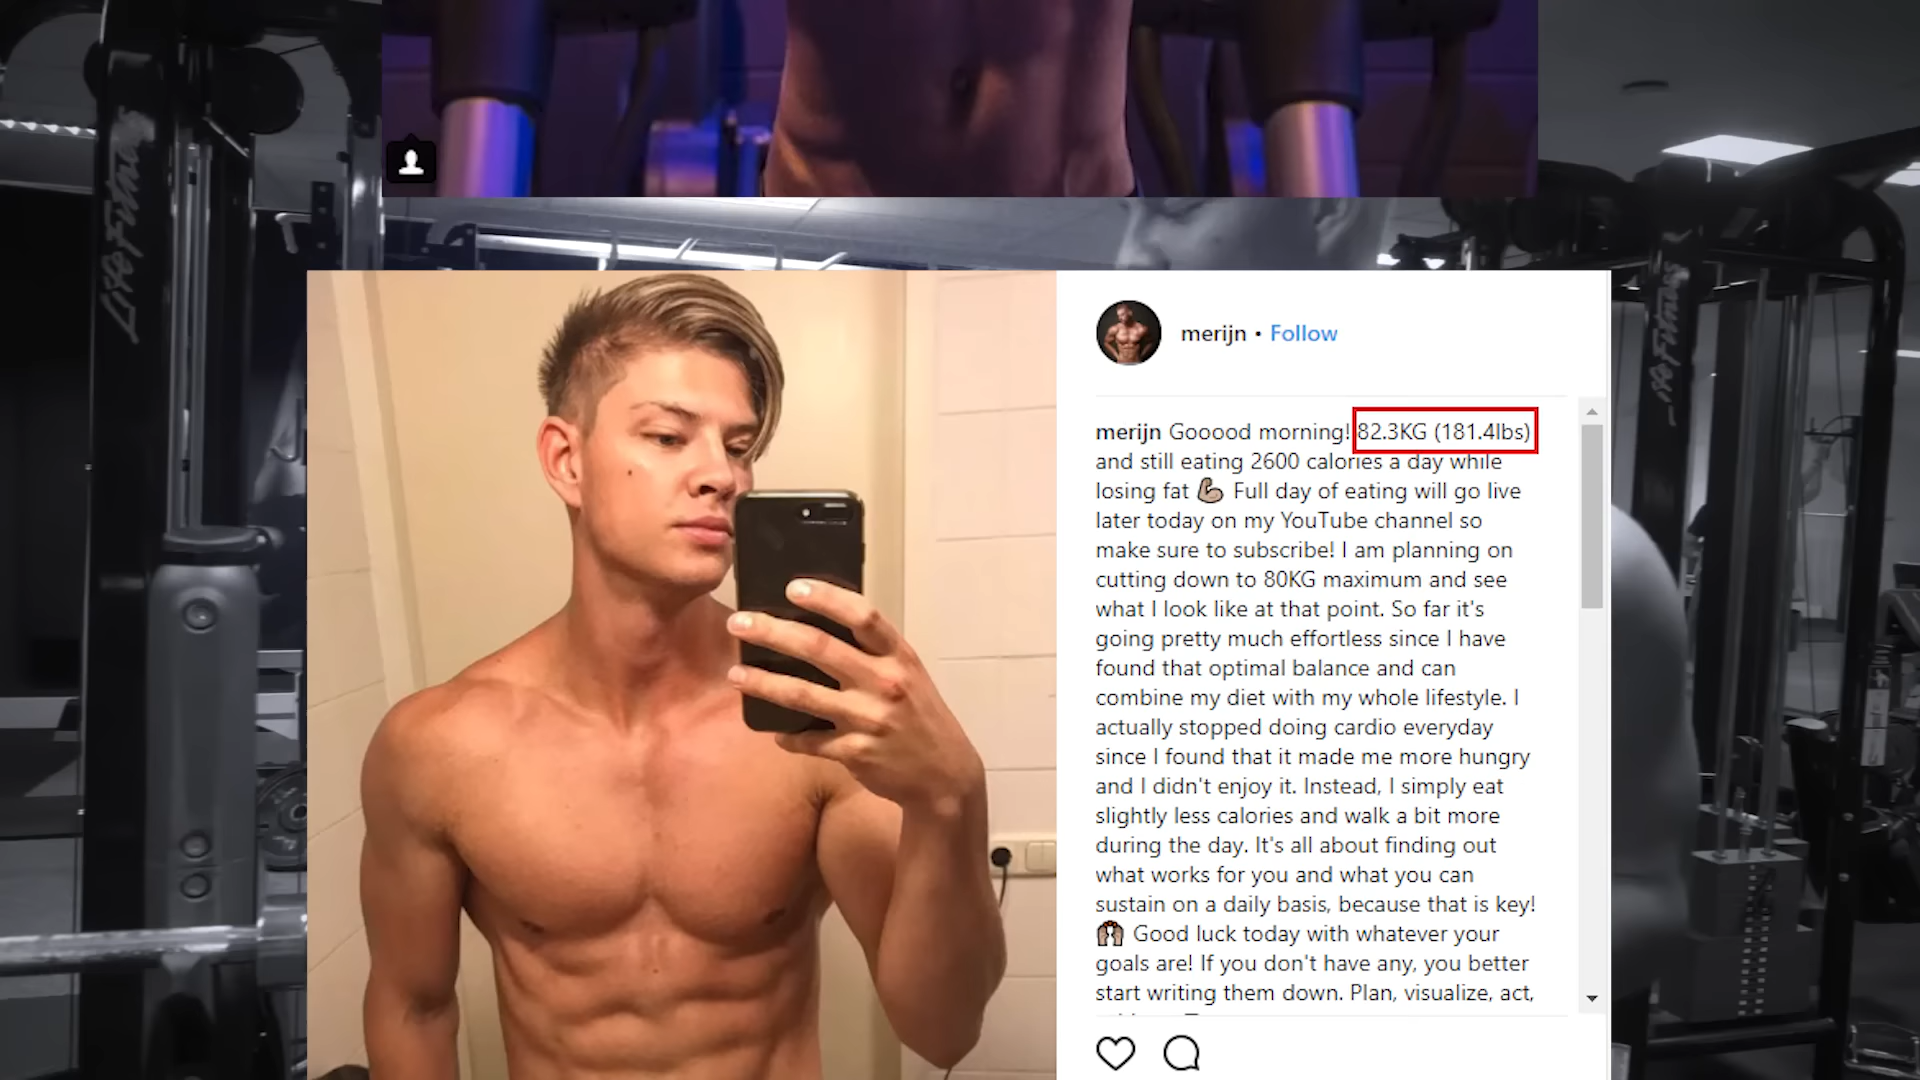 Life Fitness
Life Fitness
merijn • Follow
merijn Gooood morning! 82.3KG (181.4lbs)
and still eating 2600 calories a day while
losing fat 💪🏼 Full day of eating will go live
later today on my YouTube channel so
make sure to subscribe! I am planning on
cutting down to 80KG maximum and see
what I look like at that point. So far it's
going pretty much effortless since I have
found that optimal balance and can
combine my diet with my whole lifestyle. I
actually stopped doing cardio everyday
since I found that it made me more hungry
and I didn't enjoy it. Instead, I simply eat
slightly less calories and walk a bit more
during the day. It's all about finding out
what works for you and what you can
sustain on a daily basis, because that is key!
🙌🏼 Good luck today with whatever your
goals are! If you don't have any, you better
start writing them down. Plan, visualize, act,